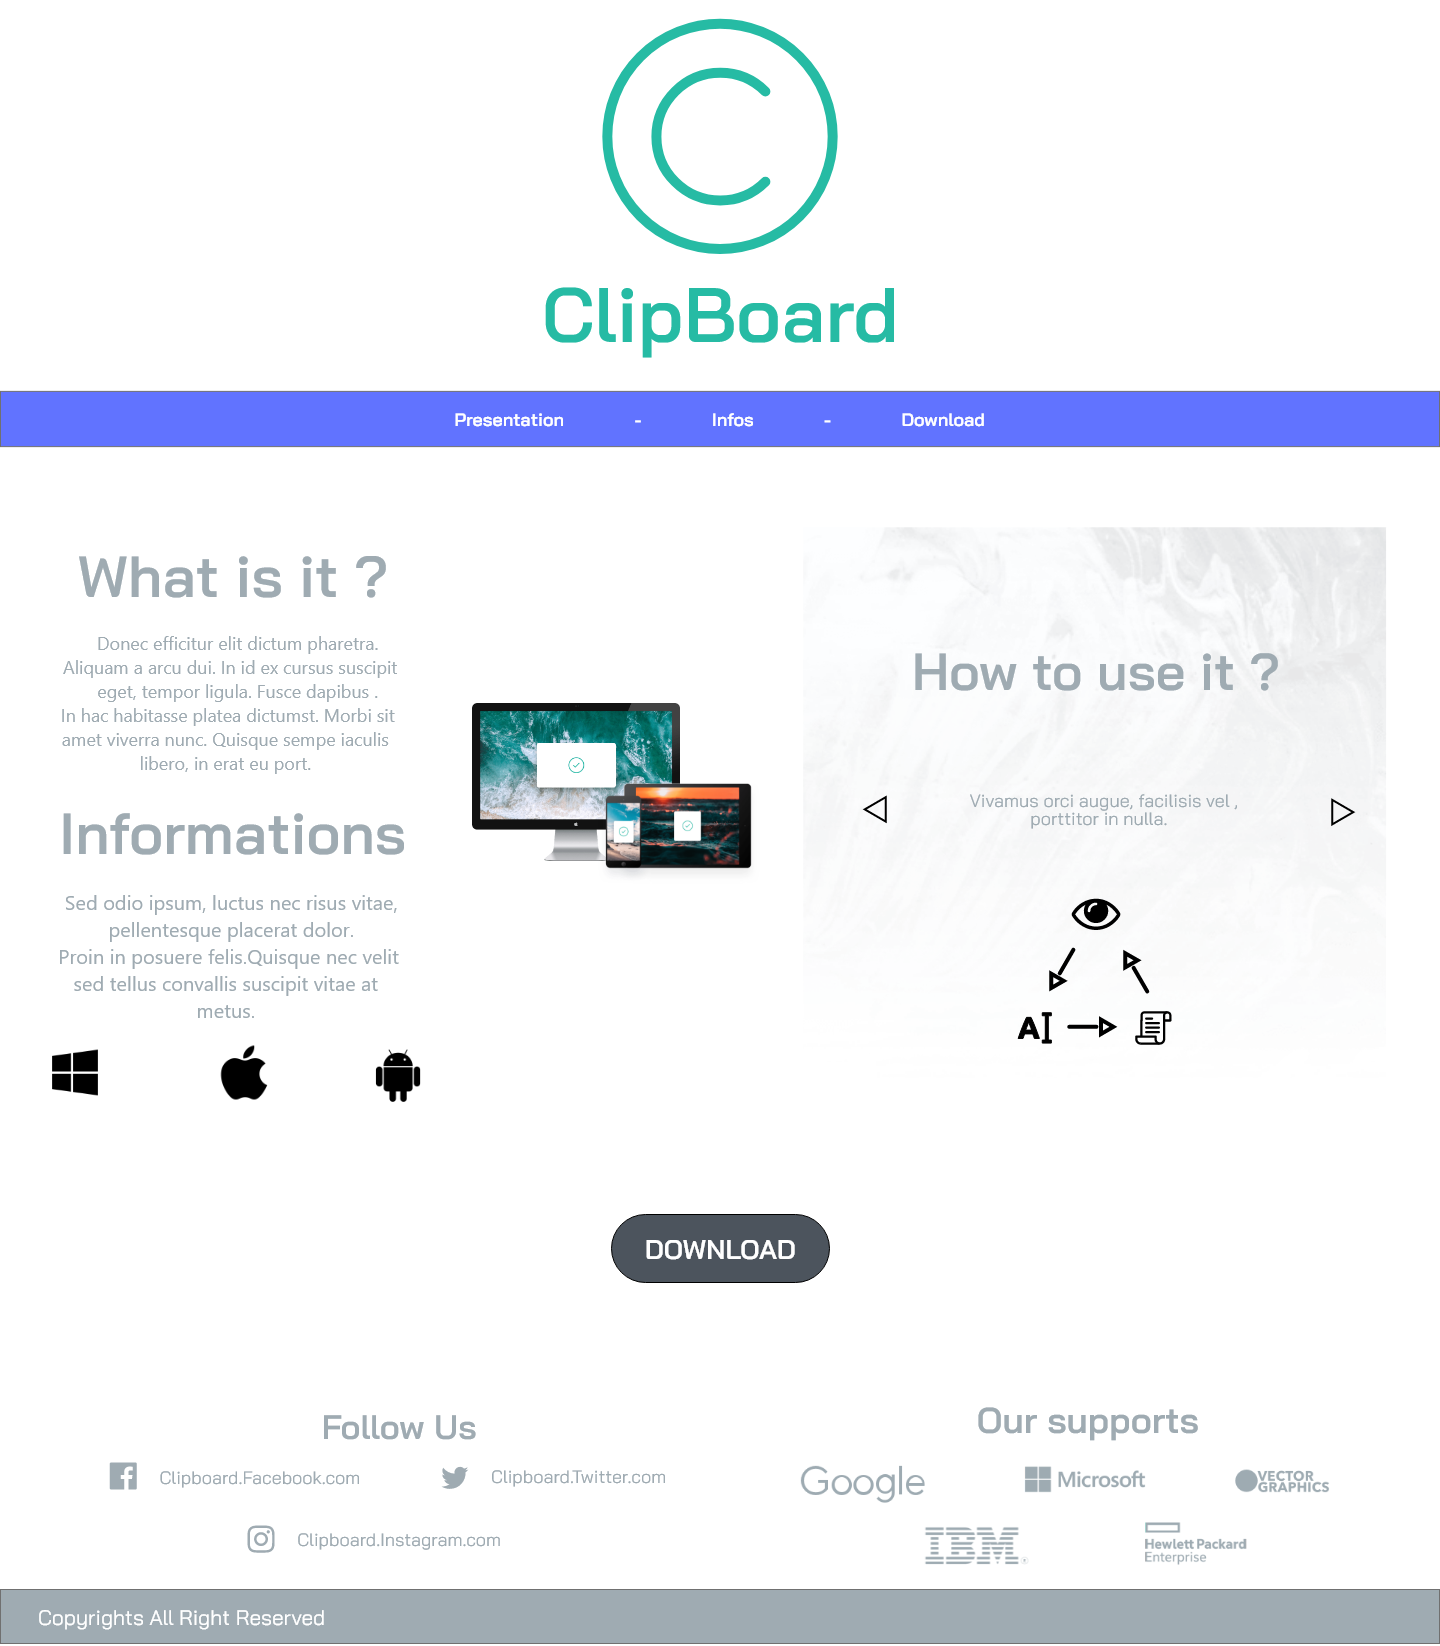 ClipBoard
Presentation - Infos - Download
What is it ?
Donec efficitur elit dictum pharetra.
Aliquam a arcu dui. In id ex cursus suscipit
eget, tempor ligula. Fusce dapibus .
In hac habitasse platea dictumst. Morbi sit
amet viverra nunc. Quisque sempe iaculis
libero, in erat eu port.
Informations
Sed odio ipsum, luctus nec risus vitae,
pellentesque placerat dolor.
Proin in posuere felis.Quisque nec velit
sed tellus convallis suscipit vitae at
metus.
How to use it ?
Vivamus orci augue, facilisis vel ,
porttitor in nulla.
AI
DOWNLOAD
Follow Us
Clipboard.Facebook.com
Clipboard.Twitter.com
Clipboard.Instagram.com
Our supports
Google
Microsoft
VECTOR
GRAPHICS
IBM
Hewlett Packard
Enterprise
Copyrights All Right Reserved